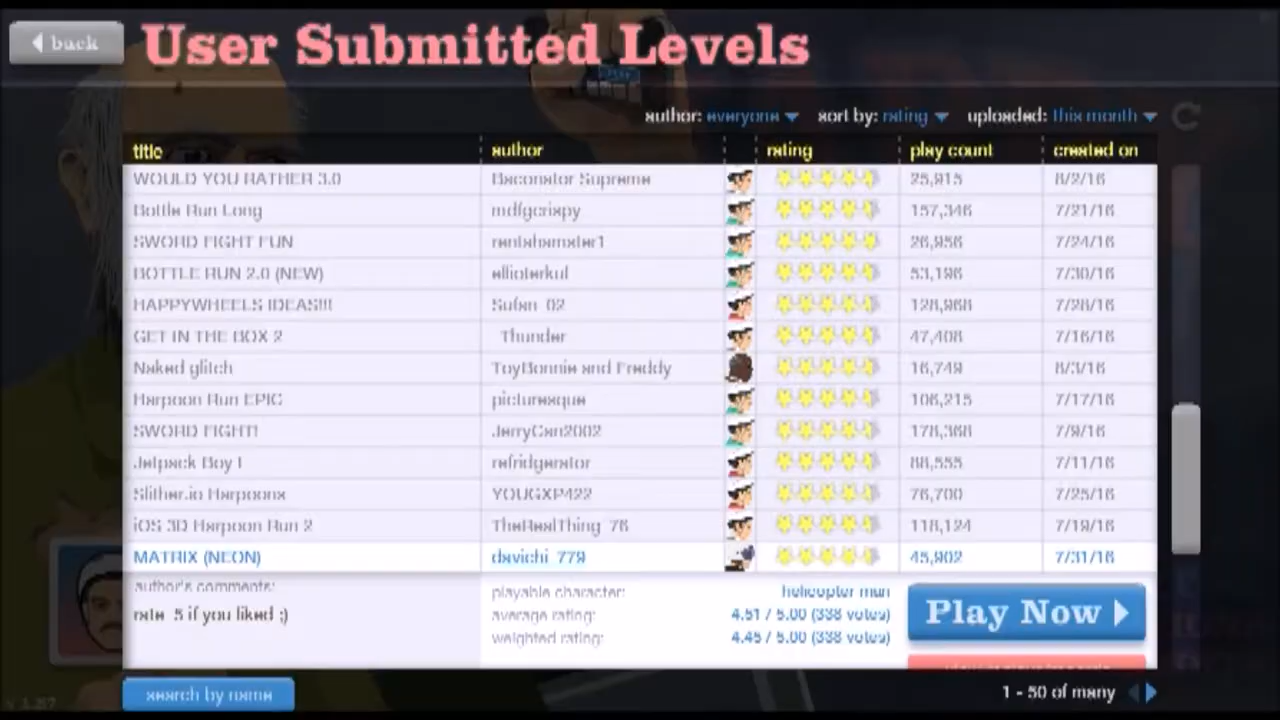 back
User Submitted Levels
author: everyone sort by: rating uploaded: this month
title author rating play count created on
WOULD YOU RATHER 3.0 Baconator Supreme 25,915 8/2/16
Bottle Run Long mdfgcrispy 157,346 7/21/16
SWORD FIGHT FUN rentahamster1 26,956 7/24/16
BOTTLE RUN 2.0 (NEW) ellioterkul 53,196 7/30/16
HAPPYWHEELS IDEAS!!! Sufan 02 128,968 7/28/16
GET IN THE BOX 2 Thunder 47,408 7/16/16
Naked glitch ToyBonnie and Freddy 16,749 8/3/16
Harpoon Run EPIC picturesque 106,215 7/17/16
SWORD FIGHT! JerryCan2002 178,368 7/9/16
Jetpack Boy ! refridgerator 88,555 7/11/16
Slither.io Harpoons YOUGXP422 76,700 7/25/16
iOS 3D Harpoon Run 2 TheRealThing 76 118,124 7/19/16
MATRIX (NEON) davichi 779 45,902 7/31/16
author's comments:
rate 5 if you liked ;)
playable character: helicopter man
average rating: 4.51 / 5.00 (338 votes)
weighted rating: 4.45 / 5.00 (338 votes)
Play Now
search by name
1 - 50 of many